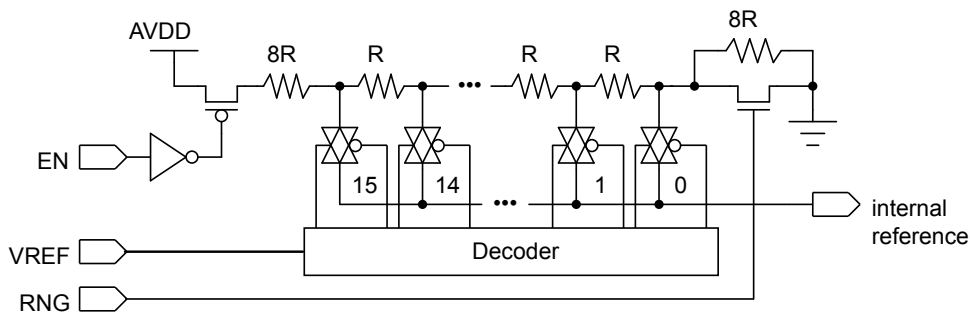 8R
AVDD
8R
R
R
R
•••
EN
15
14
1
0
•••
internal
reference
VREF
Decoder
RNG